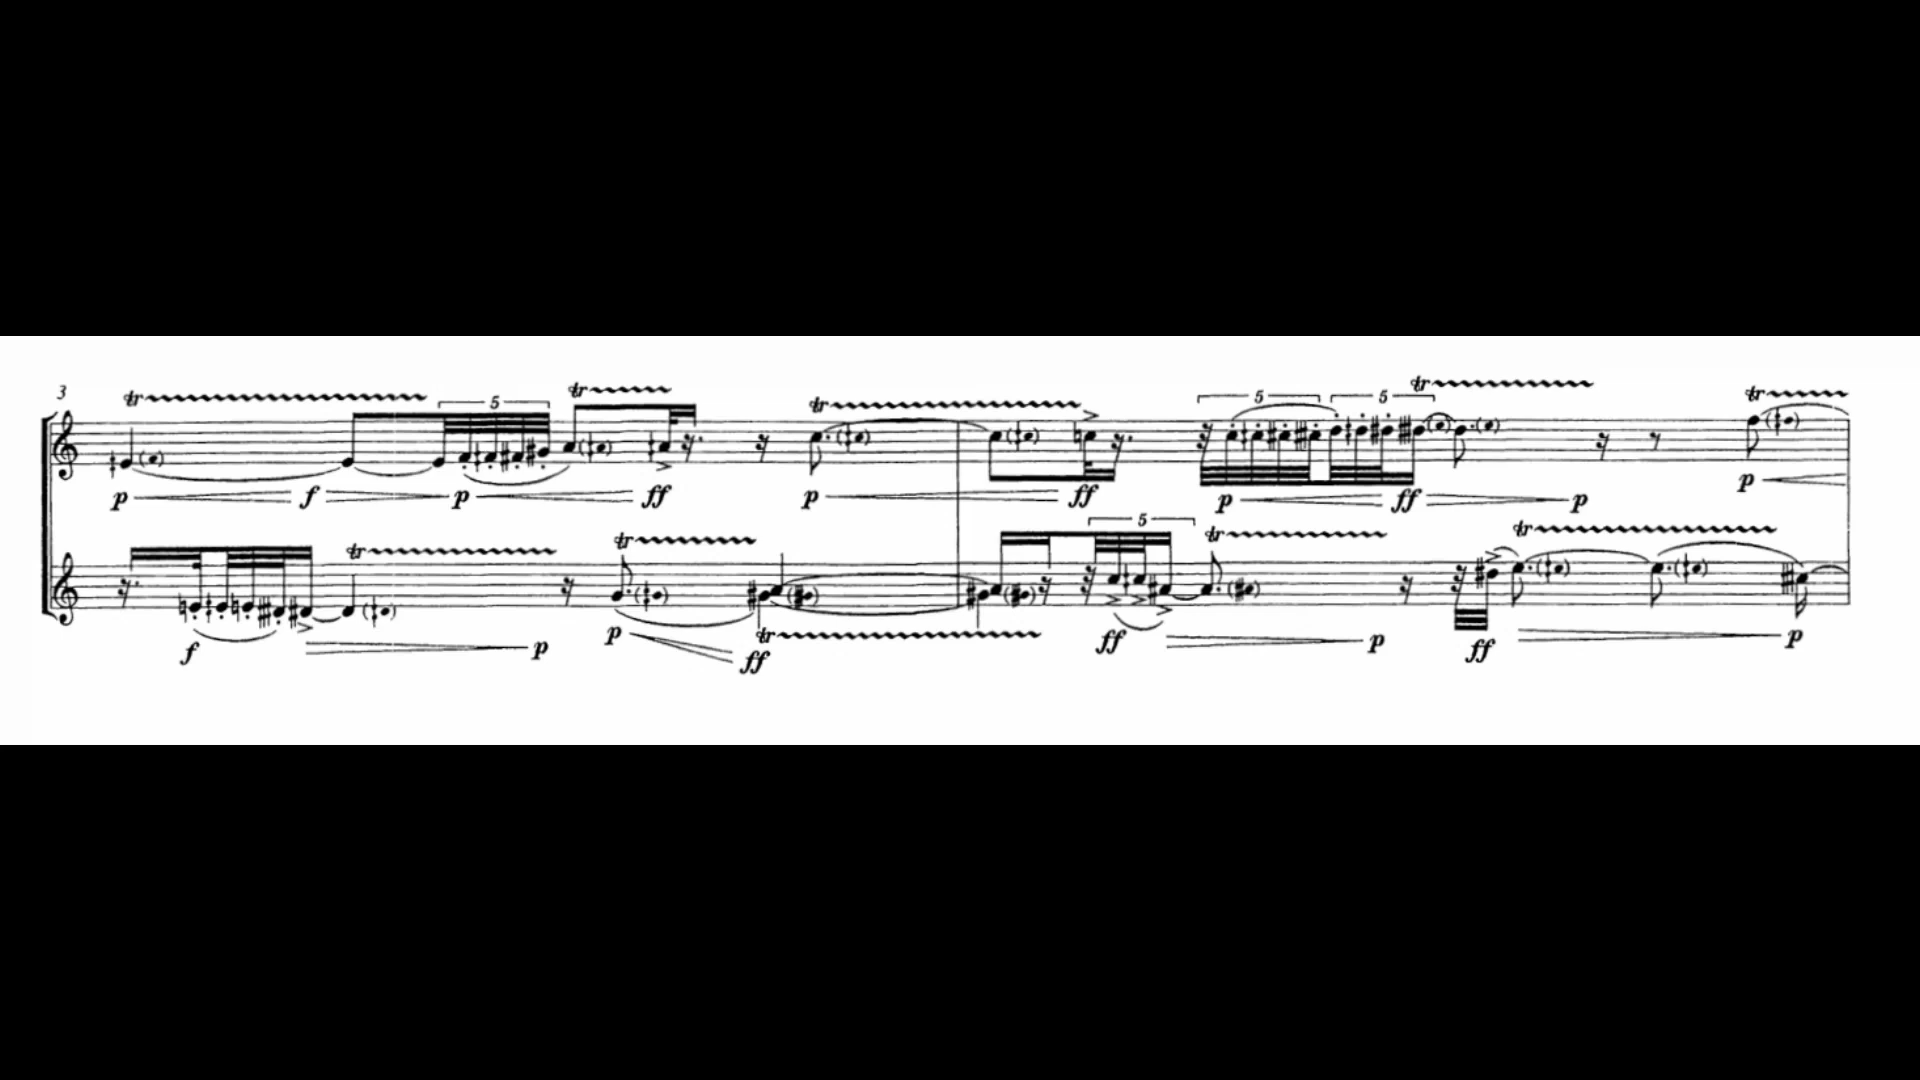 3 tr 5 tr tr 5 5 tr tr
p f p ff p ff p ff p p
tr tr tr 5 tr tr
f p p ff ff p ff p